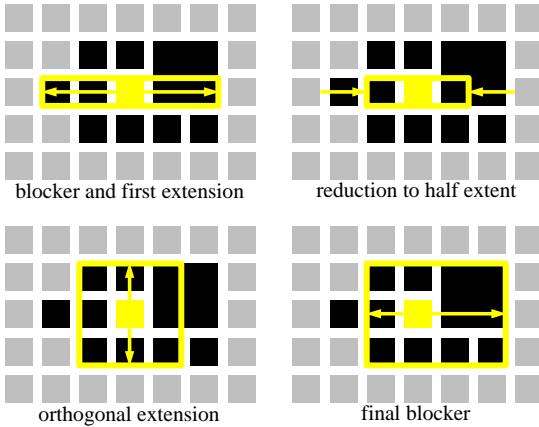 blocker and first extension
reduction to half extent
orthogonal extension
final blocker